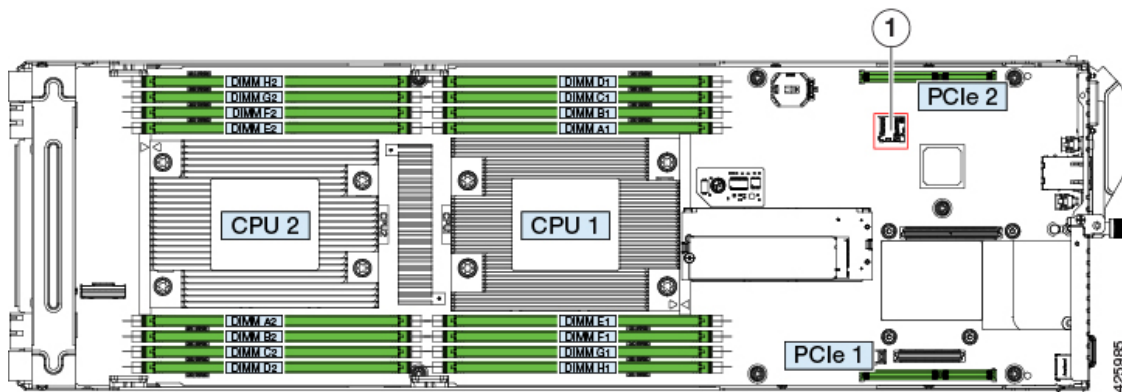 1
DIMM H2
DIMM G2
DIMM F2
DIMM E2
DIMM D1
DIMM C1
DIMM B1
DIMM A1
PCIe 2
CPU 2
CPU2
CPU 1
CPU1
DIMM A2
DIMM B2
DIMM C2
DIMM D2
DIMM E1
DIMM F1
DIMM G1
DIMM H1
PCIe 1
425985